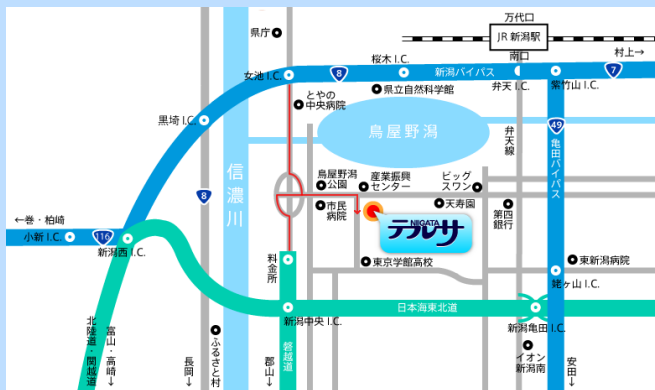 万代口
JR 新潟駅
南口
村上→
7
県庁
女池 I.C.
8
桜木 I.C.
新潟バイパス
弁天 I.C.
紫竹山 I.C.
県立自然科学館
とやの
中央病院
黒埼 I.C.
鳥屋野潟
弁天線
49
亀田バイパス
信濃川
8
鳥屋野潟
公園
産業振興
センター
ビッグ
スワン
市民
病院
天寿園
第四
銀行
NIIGATA
テルサ
←巻・柏崎
小新 I.C.
116
新潟西 I.C.
料金所
東京学館高校
東新潟病院
姥ヶ山 I.C.
日本海東北道
新潟中央 I.C.
新潟亀田 I.C.
北陸道・関越道
富山・高崎→
長岡→
ふるさと村
郡山→
磐越道
イオン
新潟南
安田→